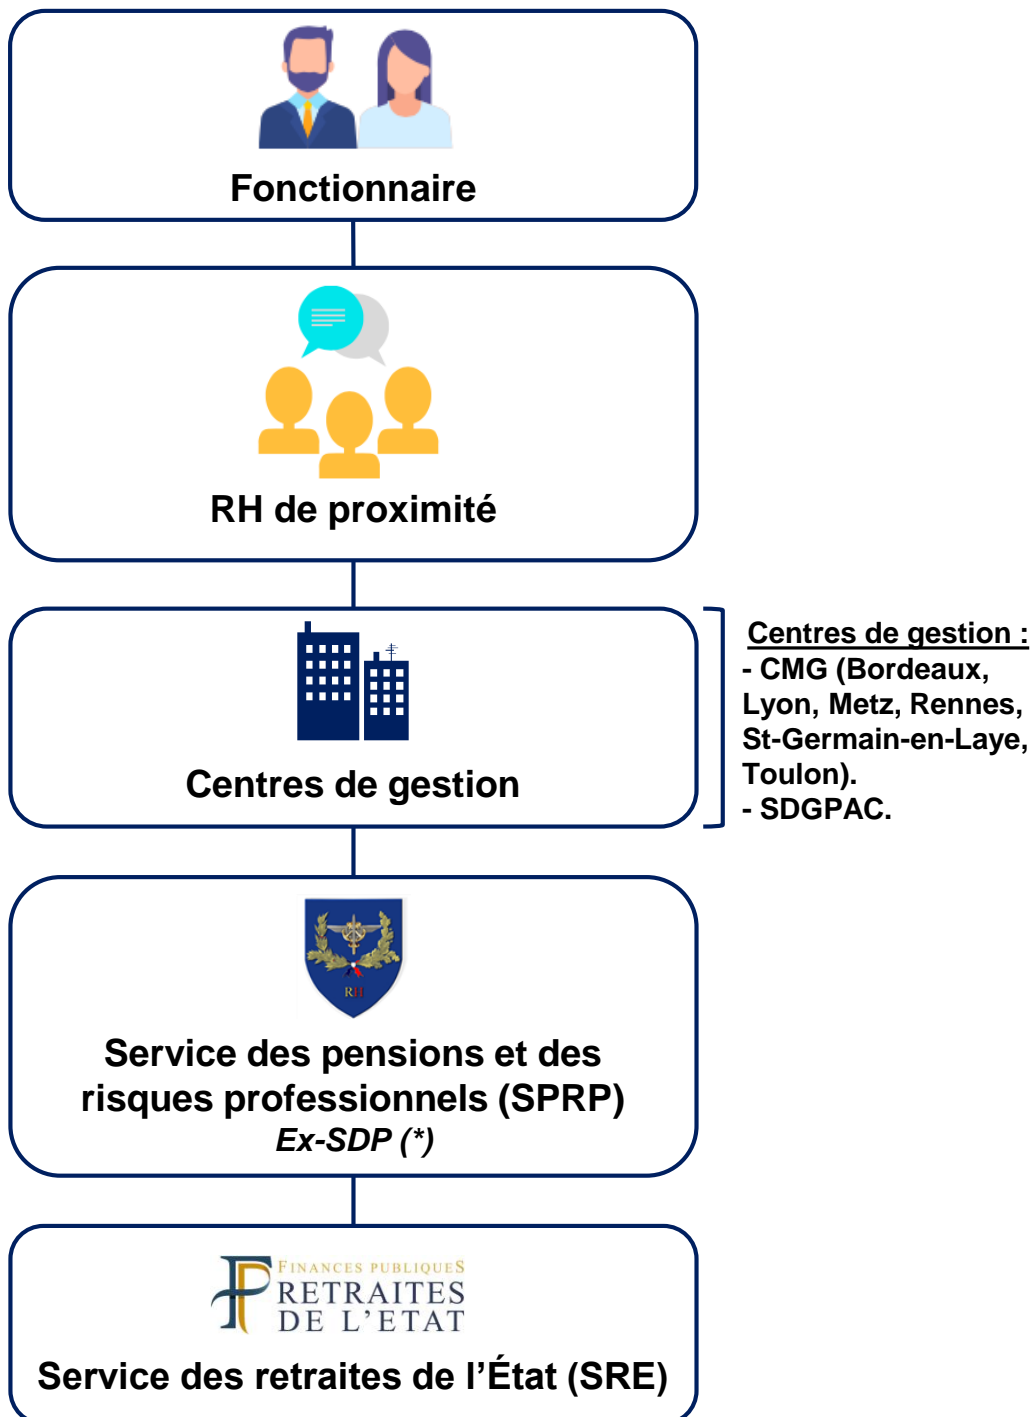 Fonctionnaire
RH de proximité
Centres de gestion
Centres de gestion :
- CMG (Bordeaux,
Lyon, Metz, Rennes,
St-Germain-en-Laye,
Toulon).
- SDGPAC.
RH
Service des pensions et des
risques professionnels (SPRP)
Ex-SDP (*)
FINANCES PUBLIQUES
RETRAITES
DE L'ETAT
Service des retraites de l'État (SRE)